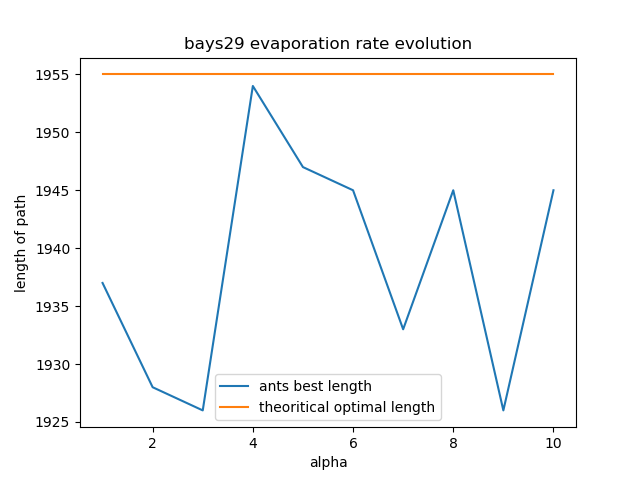 bays29 evaporation rate evolution
1955
1950
1945
1940
1935
1930
1925
length of path
ants best length
theoritical optimal length
2
4
6
8
10
alpha